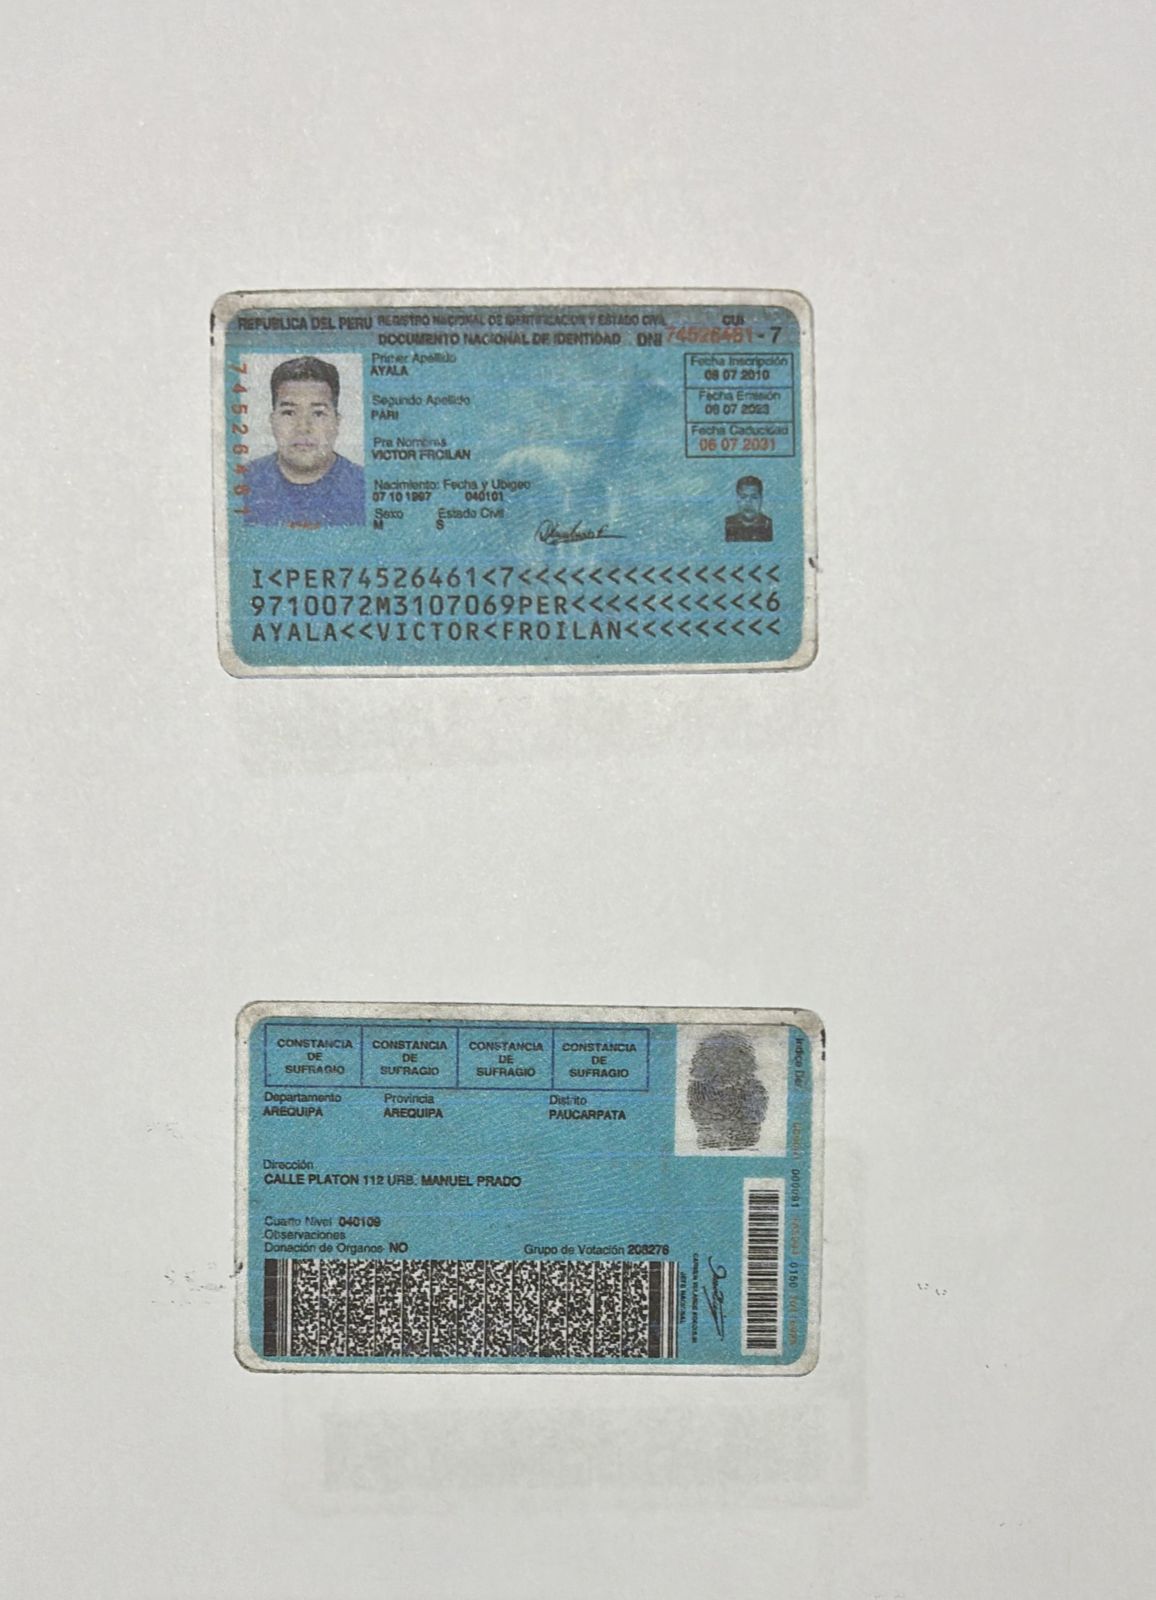 REPUBLICA DEL PERU REGISTRO NACIONAL DE IDENTIFICACION Y ESTADO CIVIL CUI
DOCUMENTO NACIONAL DE IDENTIDAD DNI 74526461 - 7
Primer Apellido
AYALA
Segundo Apellido
PARI
Pre Nombres
VICTOR FROILAN
Nacimiento: Fecha y Ubigeo
07 10 1997 040101
Sexo Estado Civil
M S
Fecha Inscripción
08 07 2010
Fecha Emisión
06 07 2023
Fecha Caducidad
06 07 2031
74526461
I<PER74526461<7<<<<<<<<<<<<<<<
9710072M3107069PER<<<<<<<<<<<6
AYALA<<VICTOR<FROILAN<<<<<<<<<
CONSTANCIA DE SUFRAGIO
CONSTANCIA DE SUFRAGIO
CONSTANCIA DE SUFRAGIO
CONSTANCIA DE SUFRAGIO
Departamento Provincia Distrito
AREQUIPA AREQUIPA PAUCARPATA
Dirección
CALLE PLATON 112 URB. MANUEL PRADO
Cuarto Nivel 040109
Observaciones
Donación de Organos NO Grupo de Votación 208276
JEFE NACIONAL